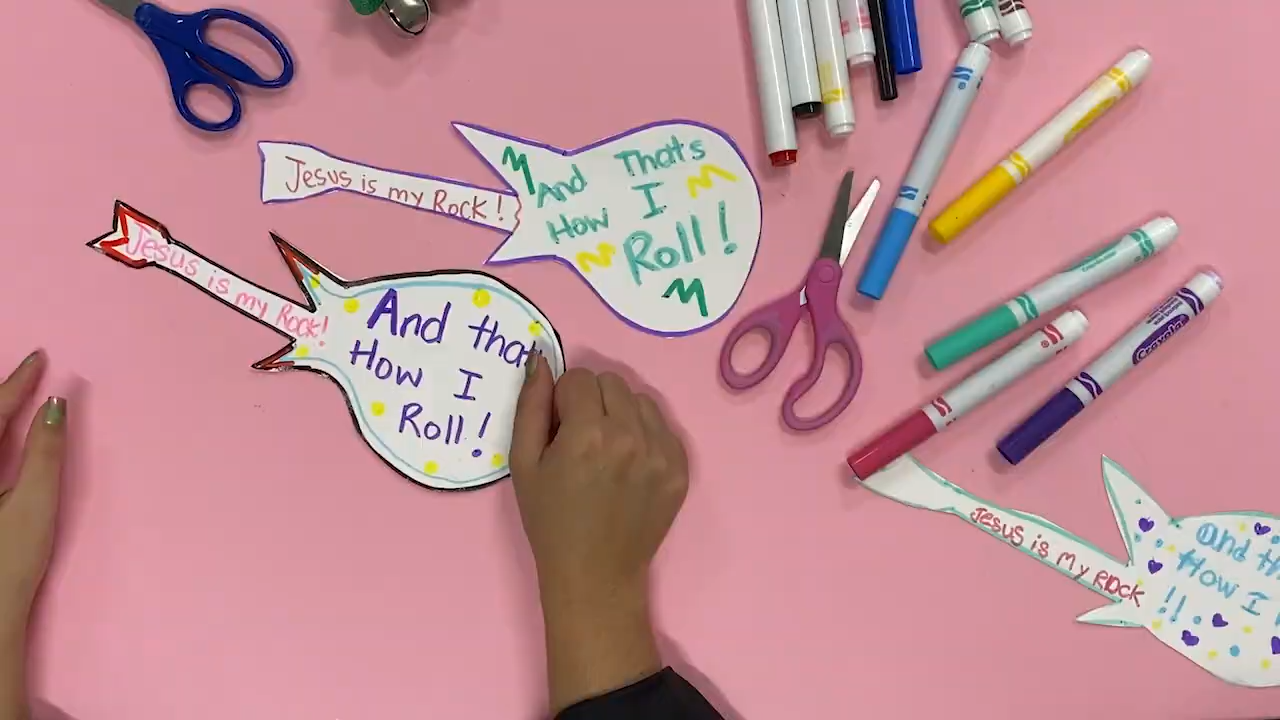 Jesus is my Rock!
And That's
How I
Roll!
Jesus is my Rock!
And that
How I
Roll!
Jesus is my ROCK
and th
How I
!!
Crayola